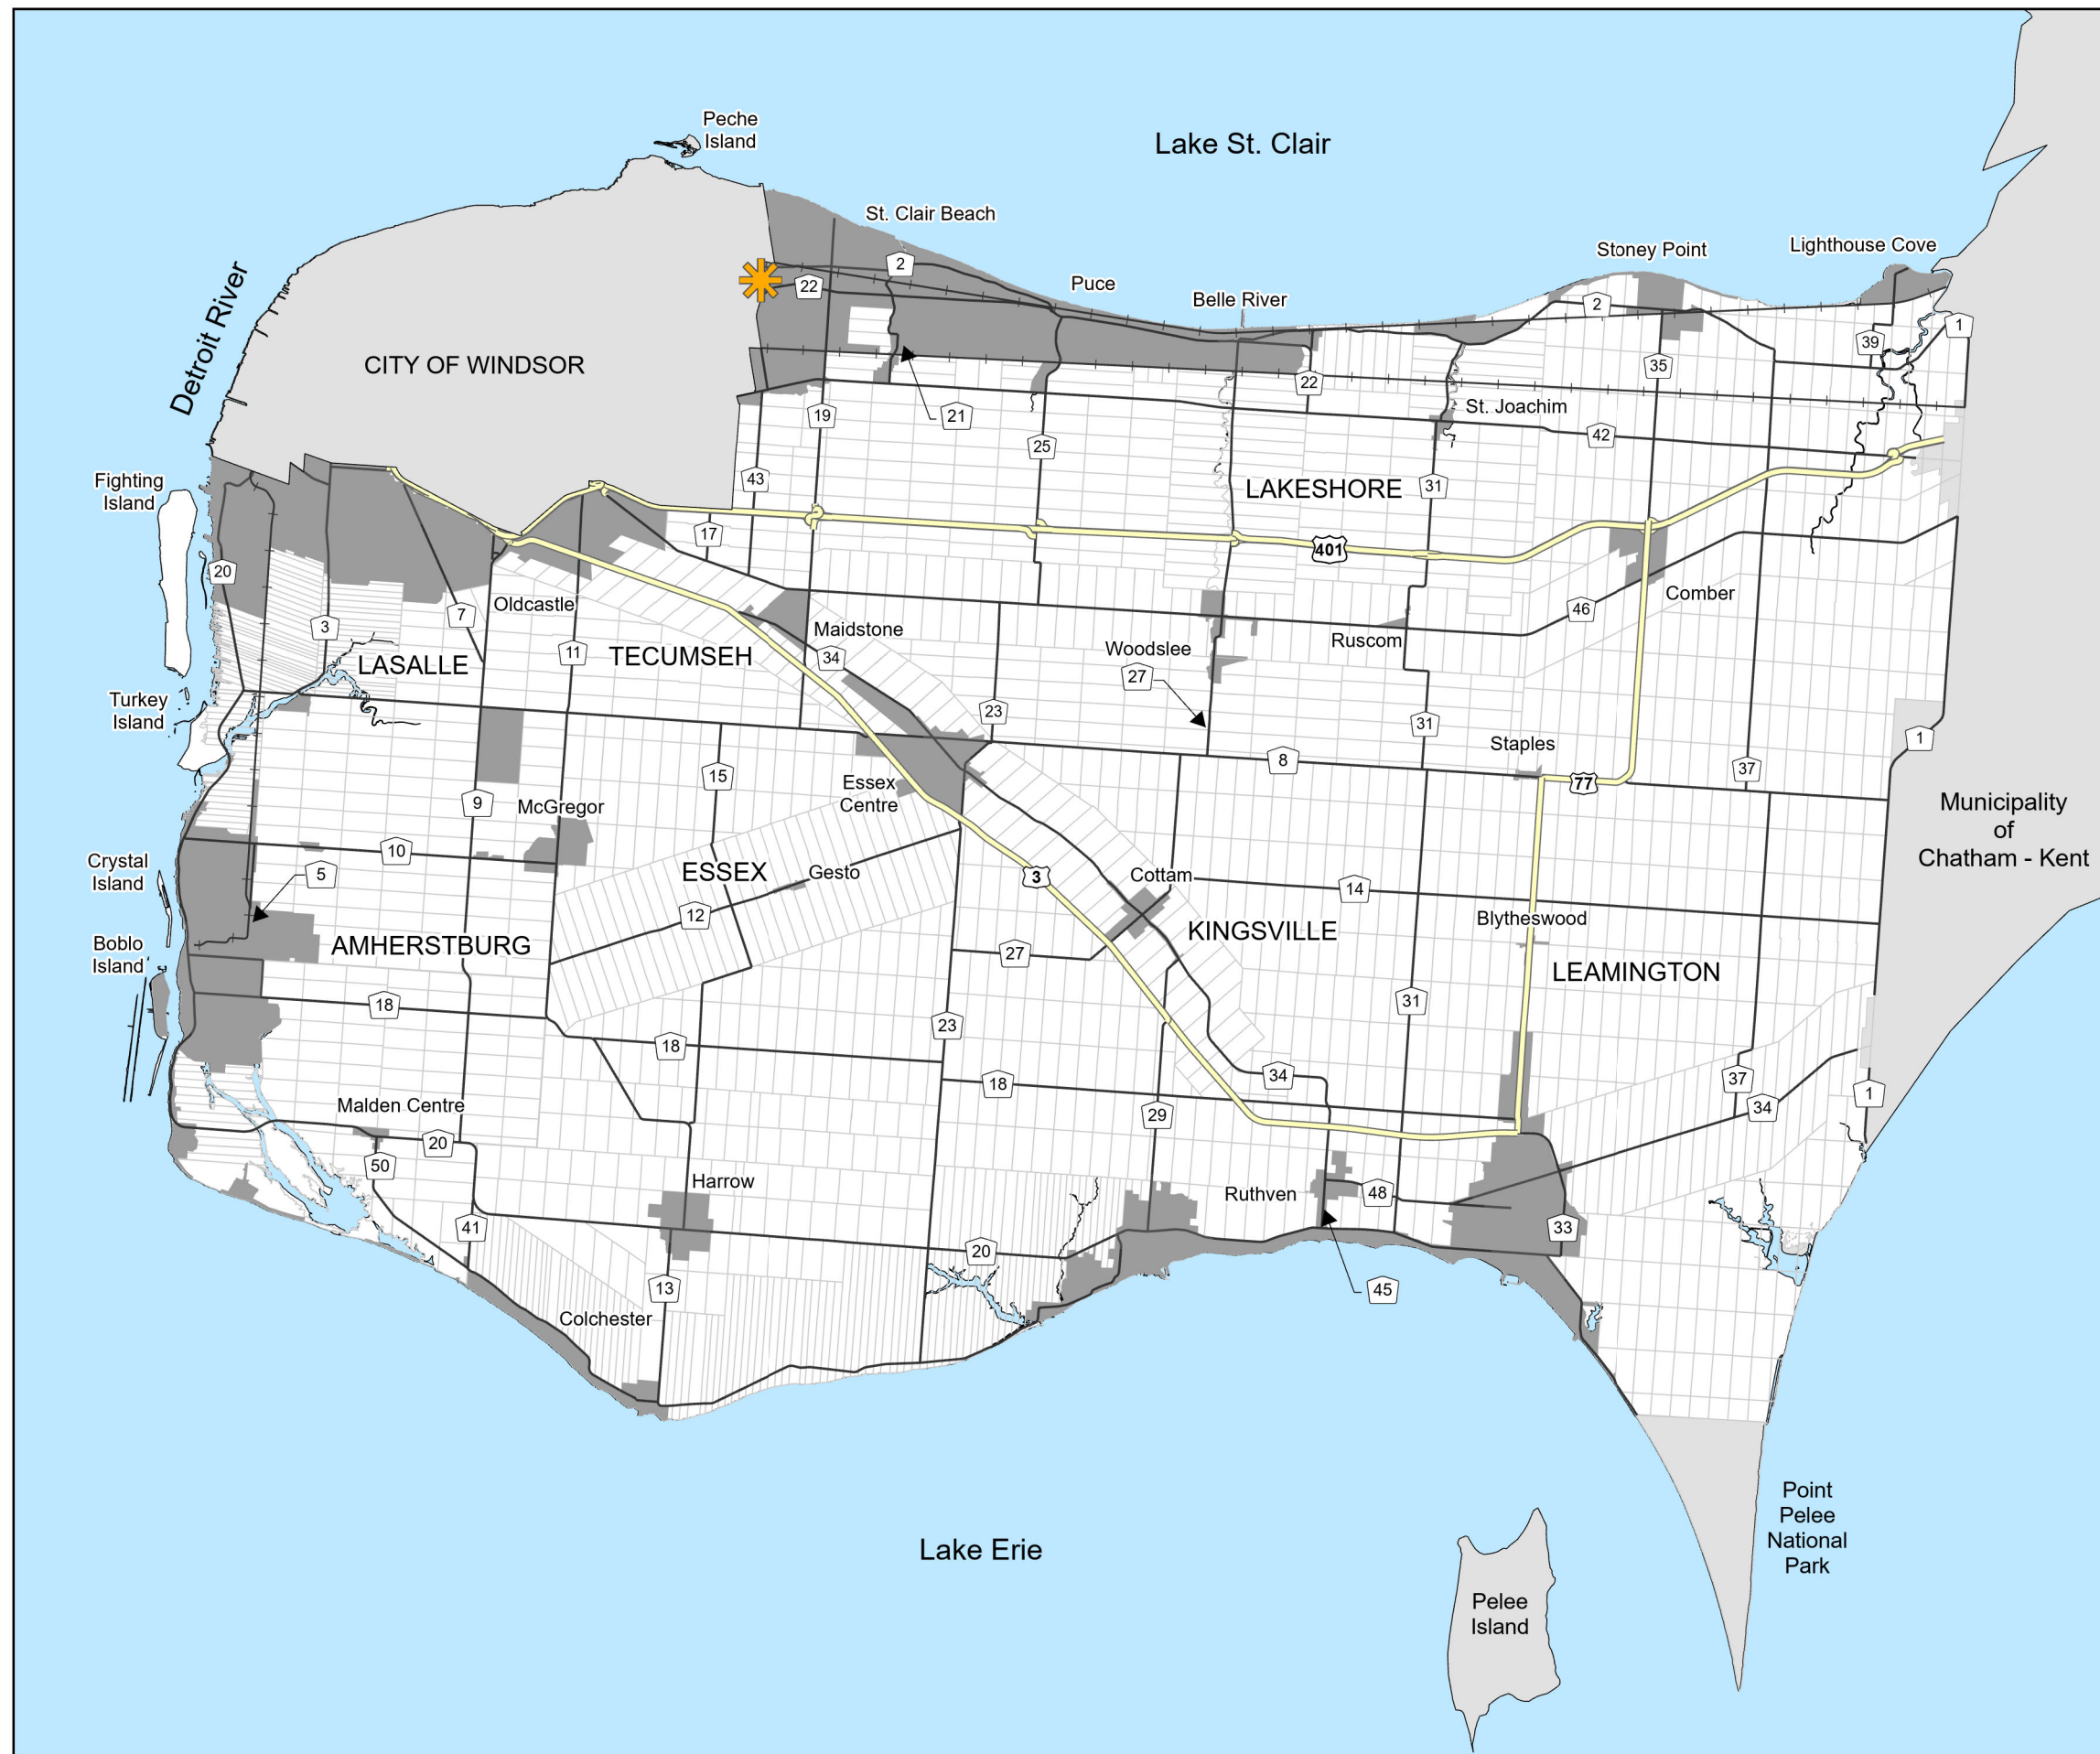 Peche
Island
Lake St. Clair
St. Clair Beach
Lighthouse Cove
Stoney Point
2
22
Puce
Belle River
2
1
39
Detroit River
CITY OF WINDSOR
35
22
19
21
St. Joachim
42
25
43
Fighting
Island
LAKESHORE
31
17
401
20
Oldcastle
7
Comber
46
3
Maidstone
11
TECUMSEH
34
LASALLE
Woodslee
27
Ruscom
Turkey
Island
23
31
Staples
1
8
15
Essex
Centre
77
37
9
McGregor
Municipality
of
Chatham - Kent
10
Crystal
Island
5
ESSEX
Gesto
3
Cottam
14
12
Blytheswood
KINGSVILLE
AMHERSTBURG
Boblo
Island
27
LEAMINGTON
18
31
23
18
34
18
37
1
34
Malden Centre
29
20
50
Harrow
Ruthven
48
41
33
20
13
45
Colchester
Point
Pelee
National
Park
Lake Erie
Pelee
Island